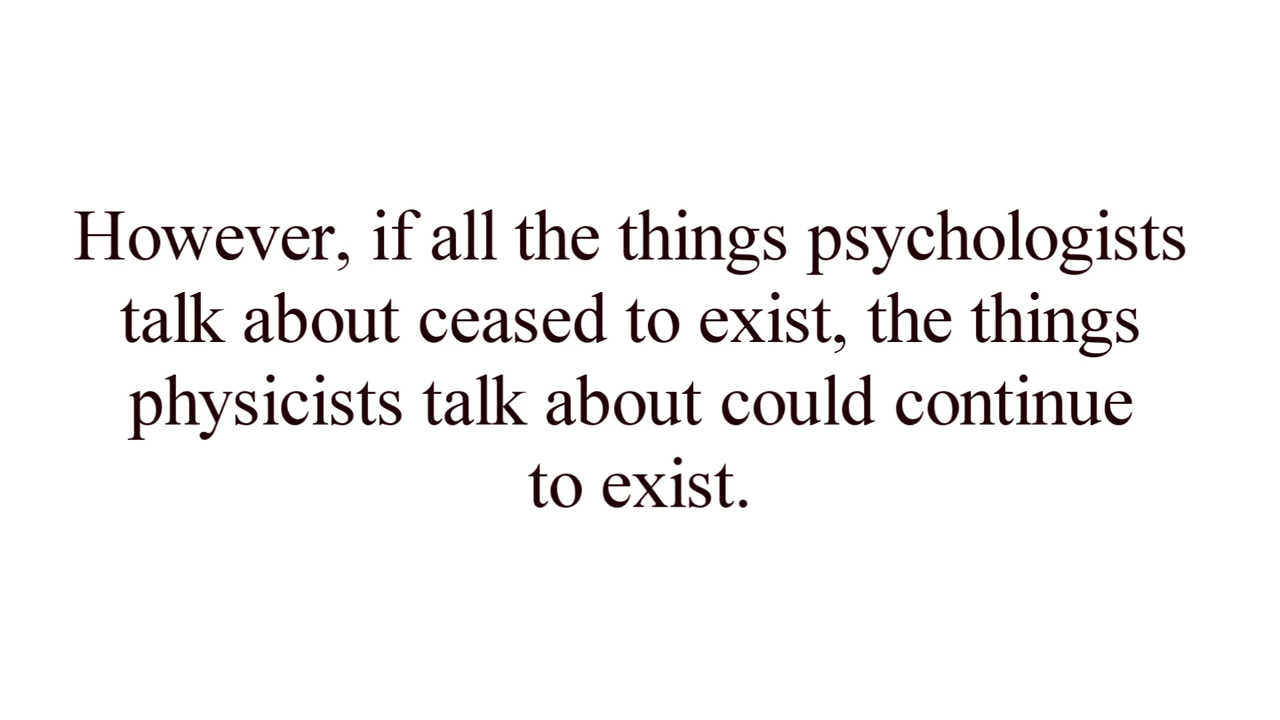 However, if all the things psychologists
talk about ceased to exist, the things
physicists talk about could continue
to exist.